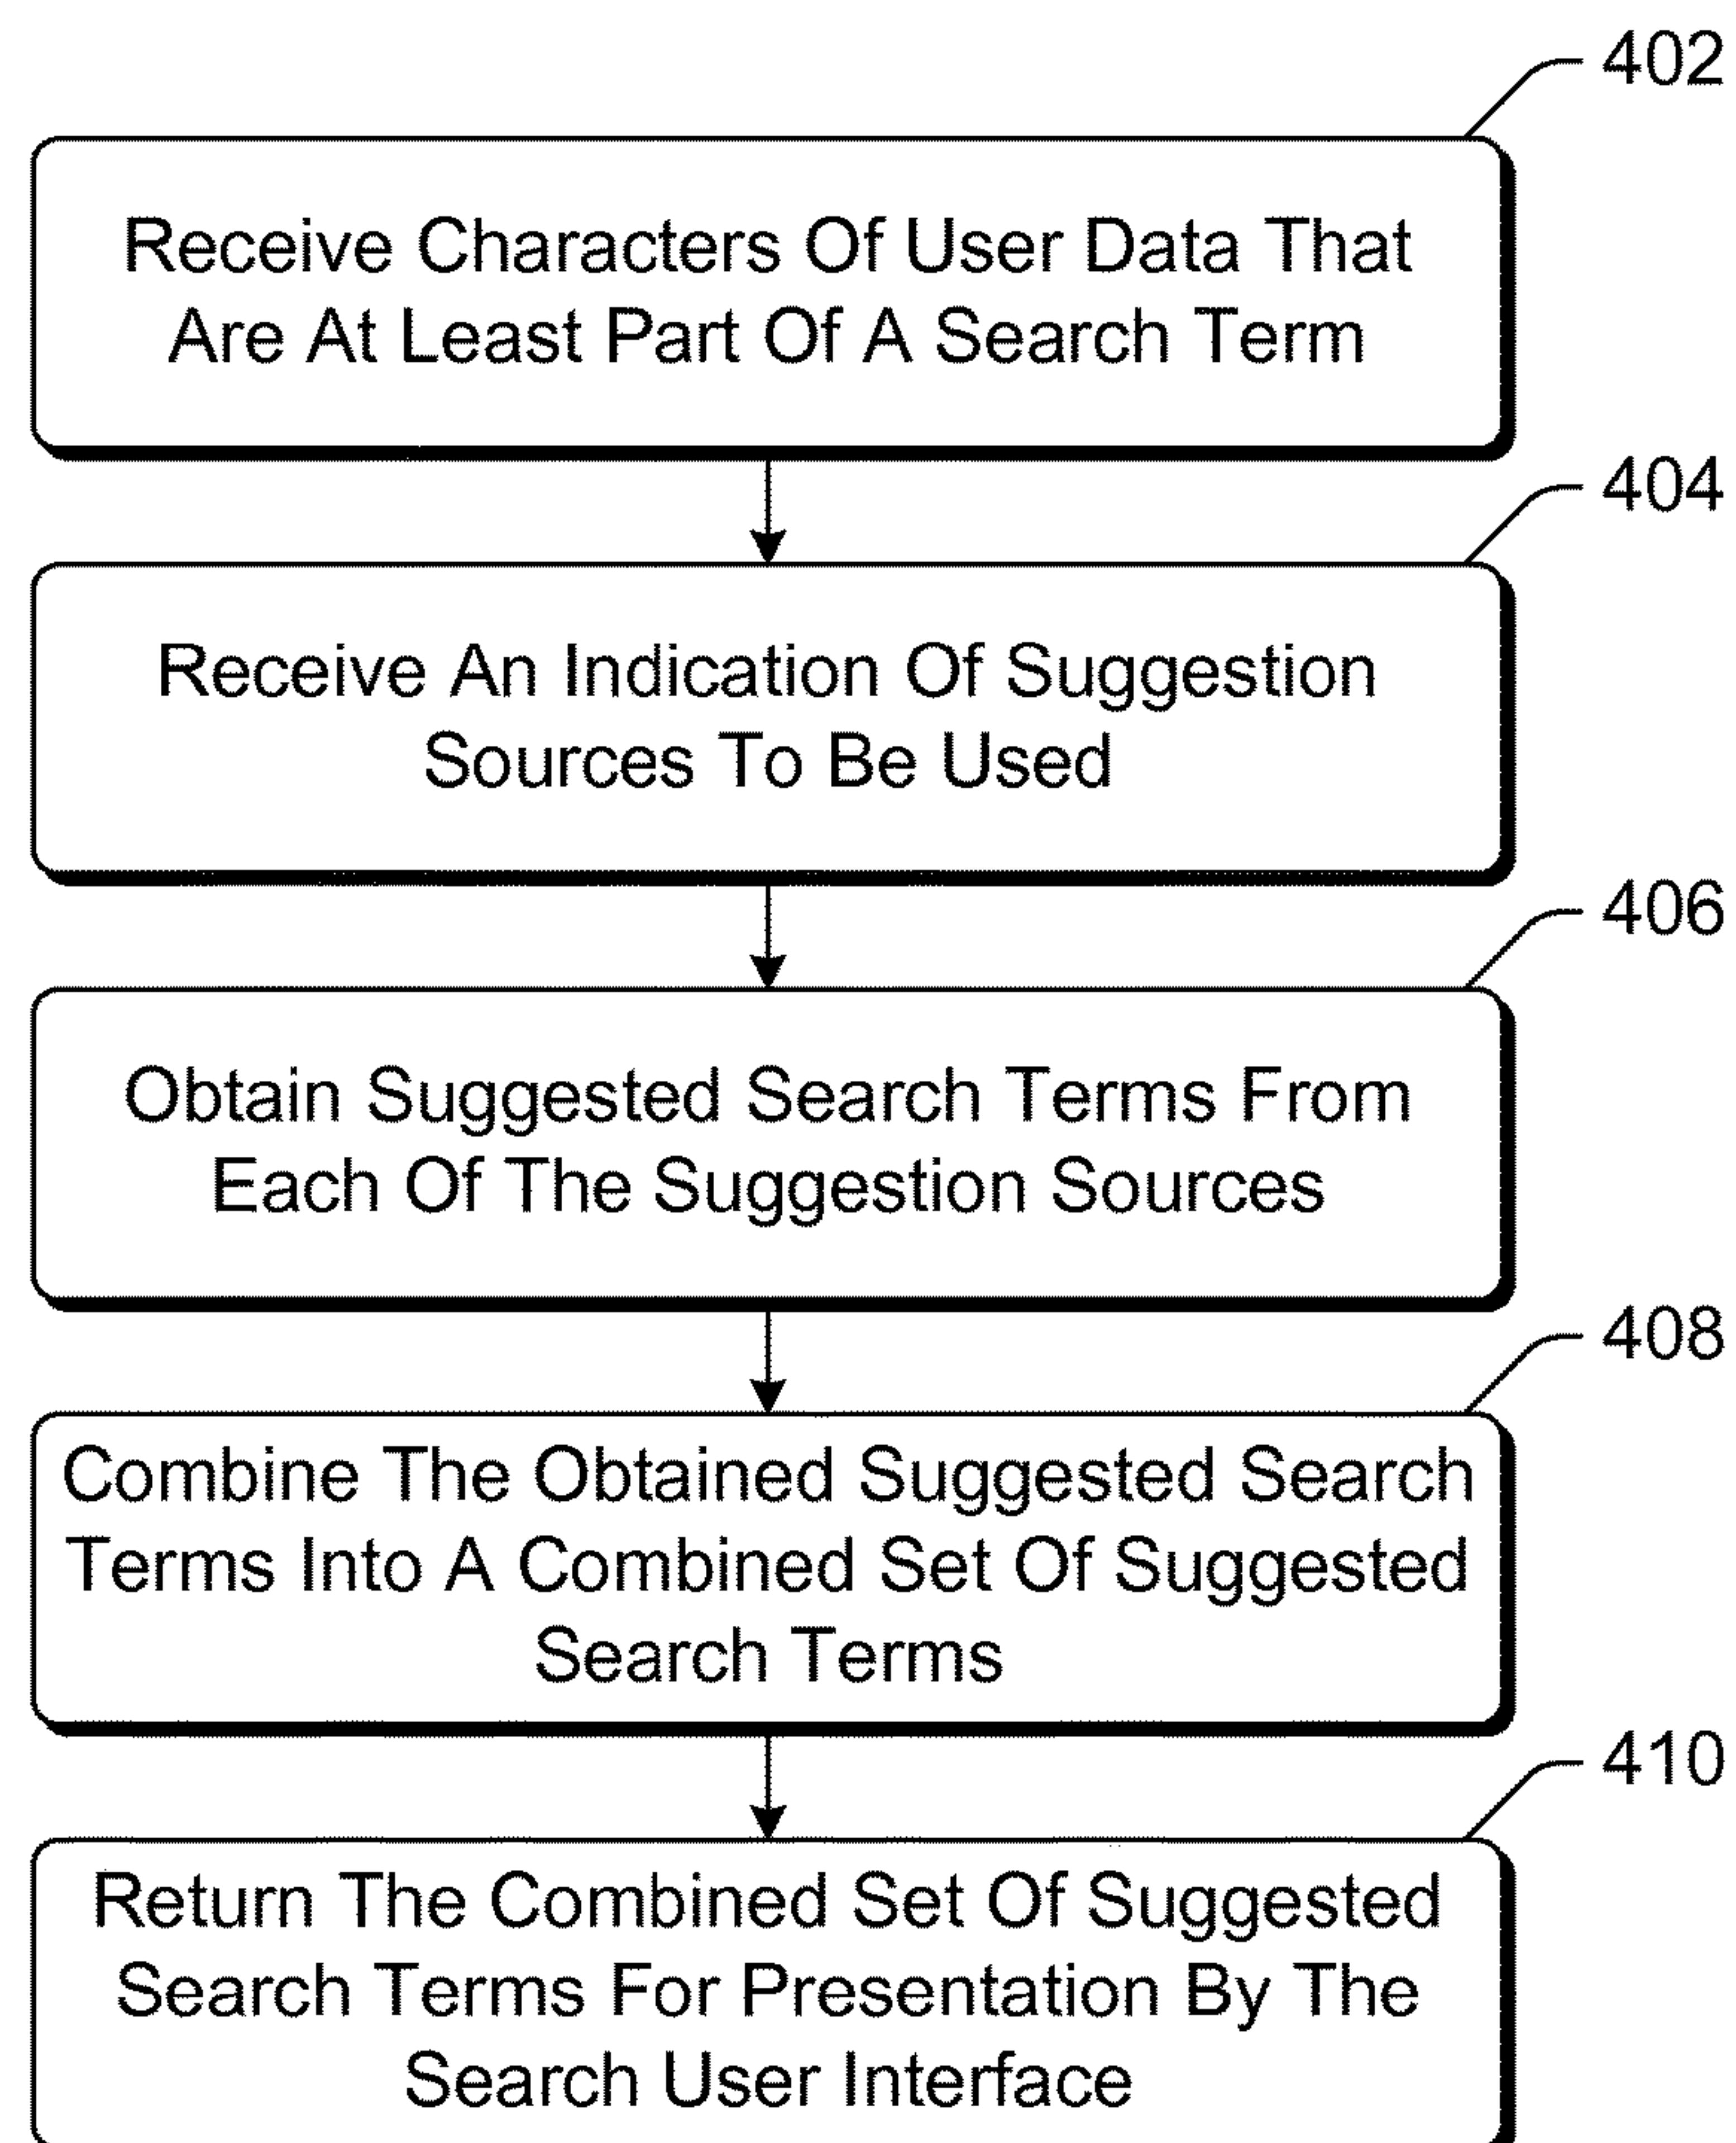 402
Receive Characters Of User Data That
Are At Least Part Of A Search Term
404
Receive An Indication Of Suggestion
Sources To Be Used
406
Obtain Suggested Search Terms From
Each Of The Suggestion Sources
408
Combine The Obtained Suggested Search
Terms Into A Combined Set Of Suggested
Search Terms
410
Return The Combined Set Of Suggested
Search Terms For Presentation By The
Search User Interface